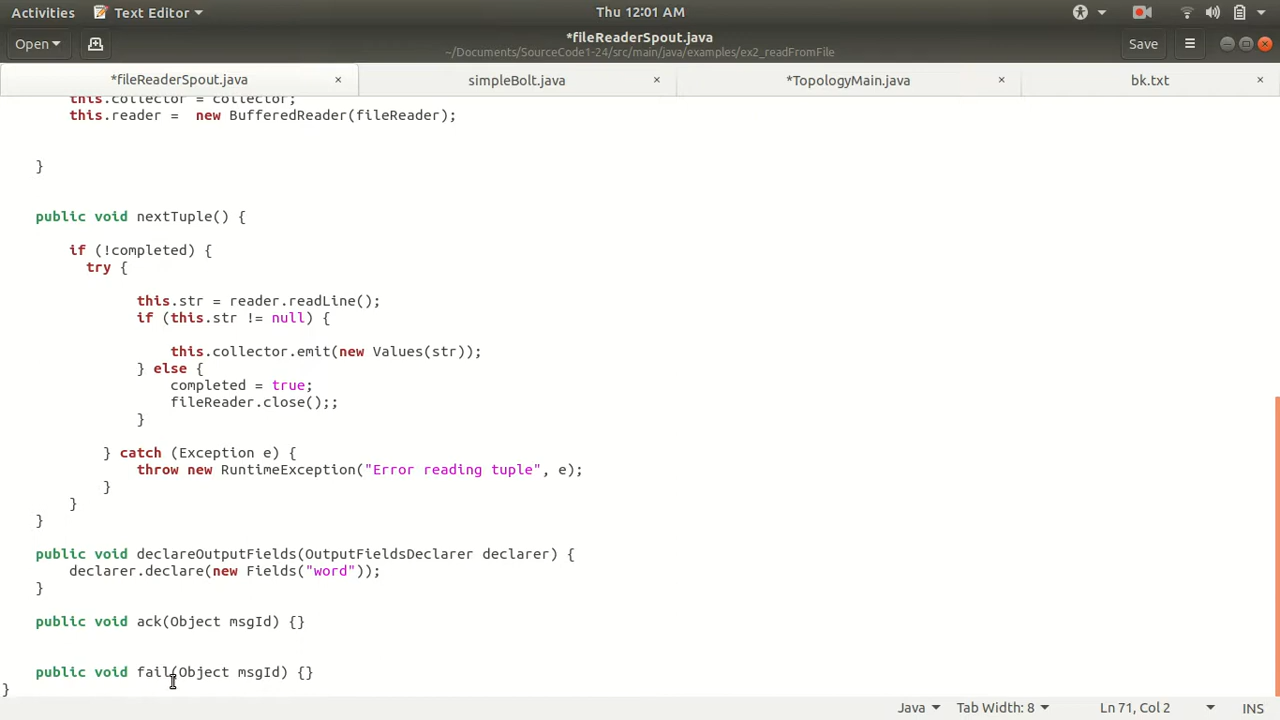 Activities Text Editor Thu 12:01 AM
Open *fileReaderSpout.java Save
~/Documents/SourceCode1-24/src/main/java/examples/ex2_readFromFile
*fileReaderSpout.java × simpleBolt.java × *TopologyMain.java × bk.txt ×
this.collector = collector;
this.reader =  new BufferedReader(fileReader);
}
public void nextTuple() {
if (!completed) {
try {
this.str = reader.readLine();
if (this.str != null) {
this.collector.emit(new Values(str));
} else {
completed = true;
fileReader.close();;
}
} catch (Exception e) {
throw new RuntimeException("Error reading tuple", e);
}
}
}
public void declareOutputFields(OutputFieldsDeclarer declarer) {
declarer.declare(new Fields("word"));
}
public void ack(Object msgId) {}
public void fail(Object msgId) {}
}
Java Tab Width: 8 Ln 71, Col 2 INS